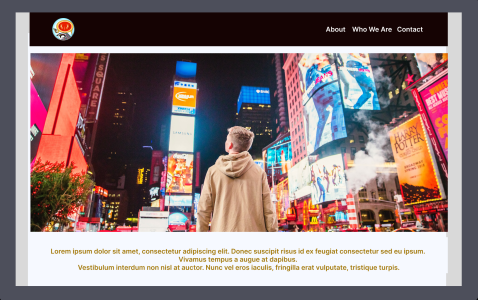 About Who We Are Contact
HARRY POTTER
Lorem ipsum dolor sit amet, consectetur adipiscing elit. Donec suscipit risus id ex feugiat consectetur sed eu ipsum.
Vivamus tempus a augue at dapibus.
Vestibulum interdum non nisl at auctor. Nunc vel eros iaculis, fringilla erat vulputate, tristique turpis.